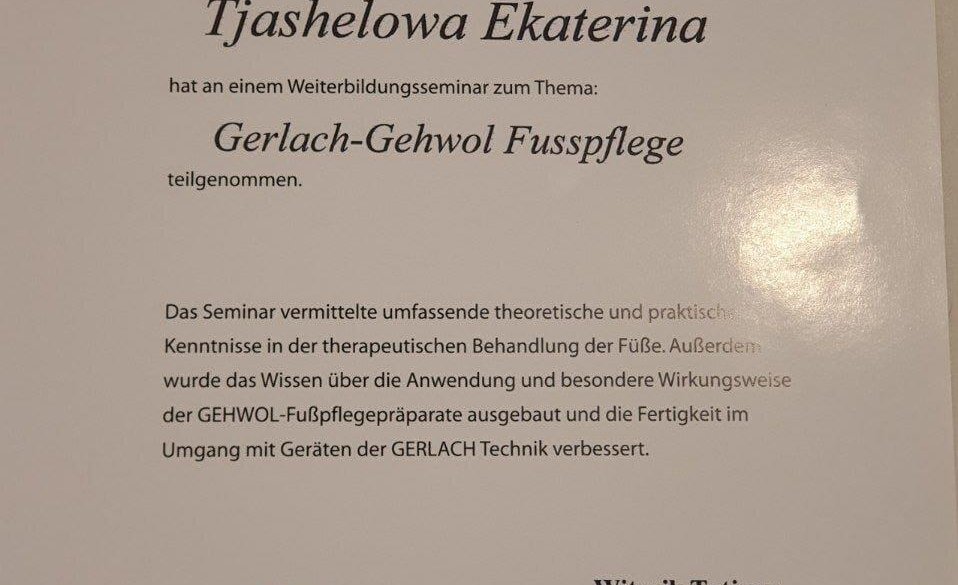 Tjashelowa Ekaterina
hat an einem Weiterbildungsseminar zum Thema:
Gerlach-Gehwol Fusspflege
teilgenommen.
Das Seminar vermittelte umfassende theoretische und praktische
Kenntnisse in der therapeutischen Behandlung der Füße. Außerdem
wurde das Wissen über die Anwendung und besondere Wirkungsweise
der GEHWOL-Fußpflegepräparate ausgebaut und die Fertigkeit im
Umgang mit Geräten der GERLACH Technik verbessert.